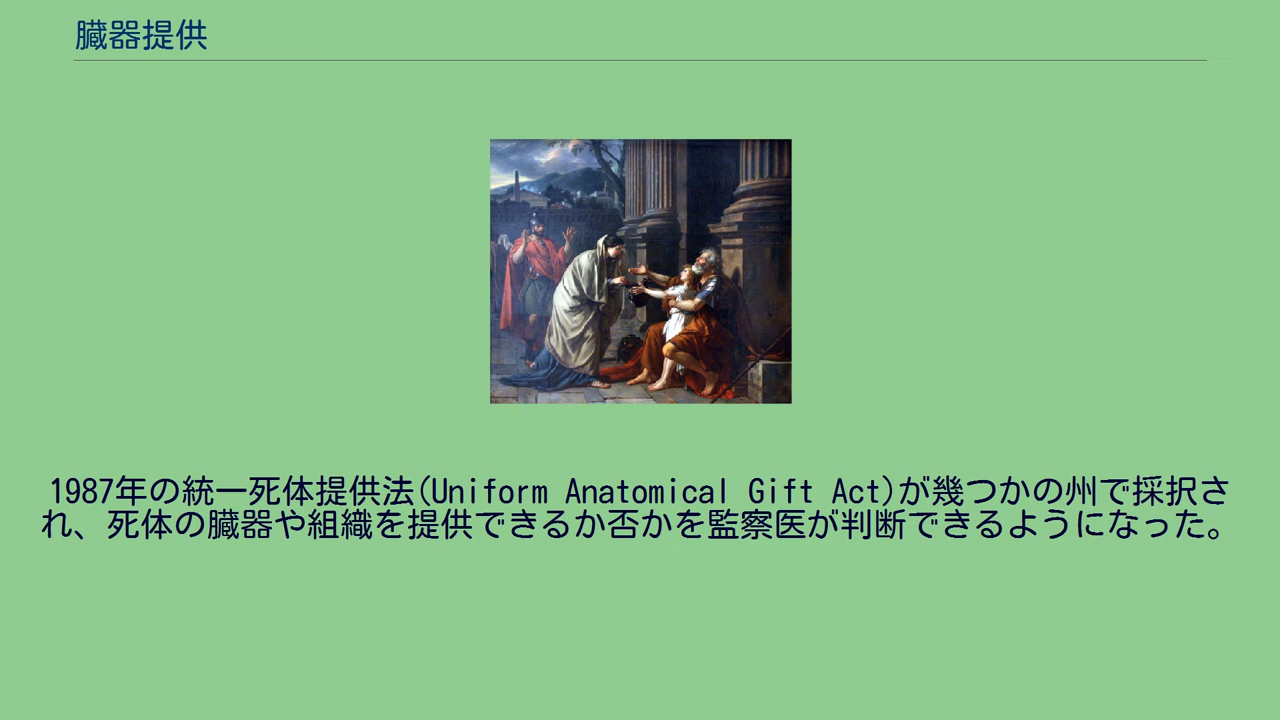 臓器提供
1987年の統一死体提供法(Uniform Anatomical Gift Act)が幾つかの州で採択さ
れ、死体の臓器や組織を提供できるか否かを監察医が判断できるようになった。